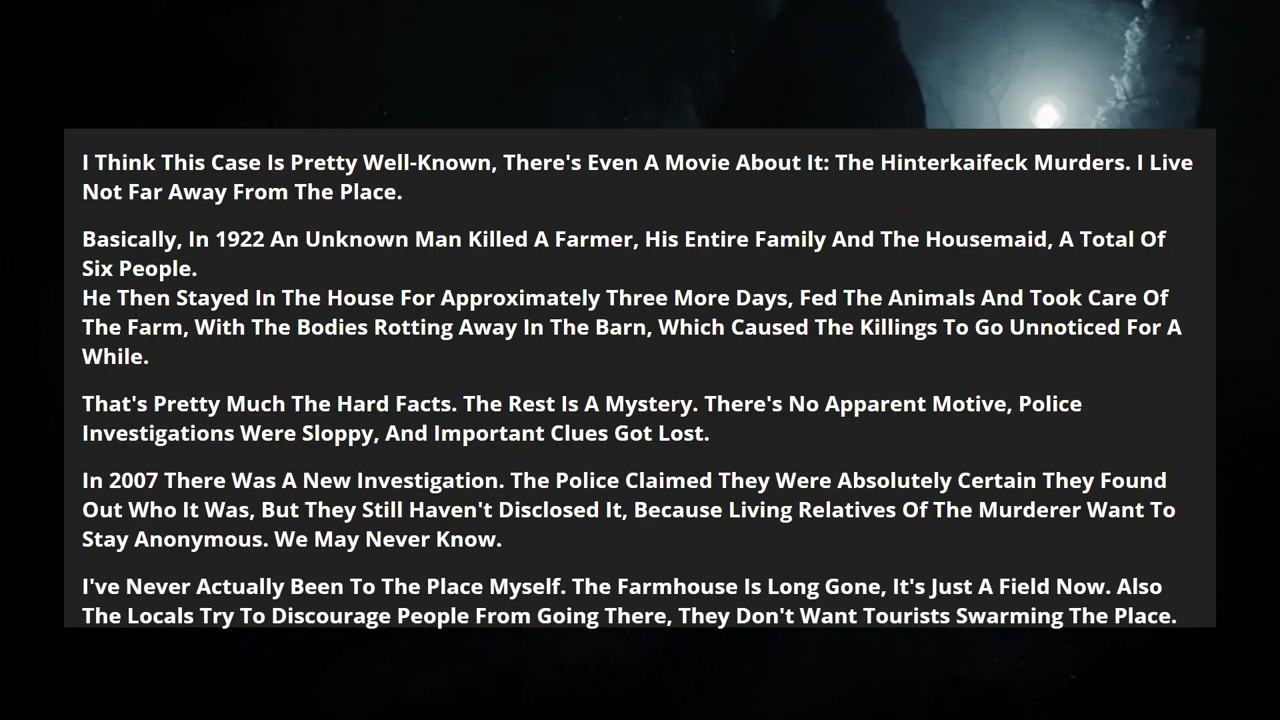 I Think This Case Is Pretty Well-Known, There's Even A Movie About It: The Hinterkaifeck Murders. I Live
Not Far Away From The Place.
Basically, In 1922 An Unknown Man Killed A Farmer, His Entire Family And The Housemaid, A Total Of
Six People.
He Then Stayed In The House For Approximately Three More Days, Fed The Animals And Took Care Of
The Farm, With The Bodies Rotting Away In The Barn, Which Caused The Killings To Go Unnoticed For A
While.
That's Pretty Much The Hard Facts. The Rest Is A Mystery. There's No Apparent Motive, Police
Investigations Were Sloppy, And Important Clues Got Lost.
In 2007 There Was A New Investigation. The Police Claimed They Were Absolutely Certain They Found
Out Who It Was, But They Still Haven't Disclosed It, Because Living Relatives Of The Murderer Want To
Stay Anonymous. We May Never Know.
I've Never Actually Been To The Place Myself. The Farmhouse Is Long Gone, It's Just A Field Now. Also
The Locals Try To Discourage People From Going There, They Don't Want Tourists Swarming The Place.